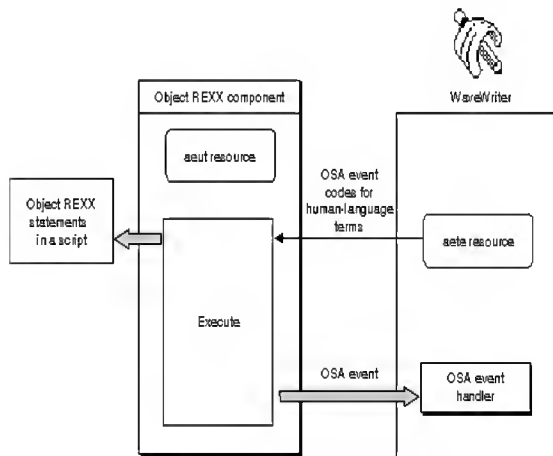 WaveWriter
Object REXX component
aeut resource
OSA event
codes for
human-language
terms
Object REXX
statements
in a script
aete resource
Execute
OSA event
OSA event
handler